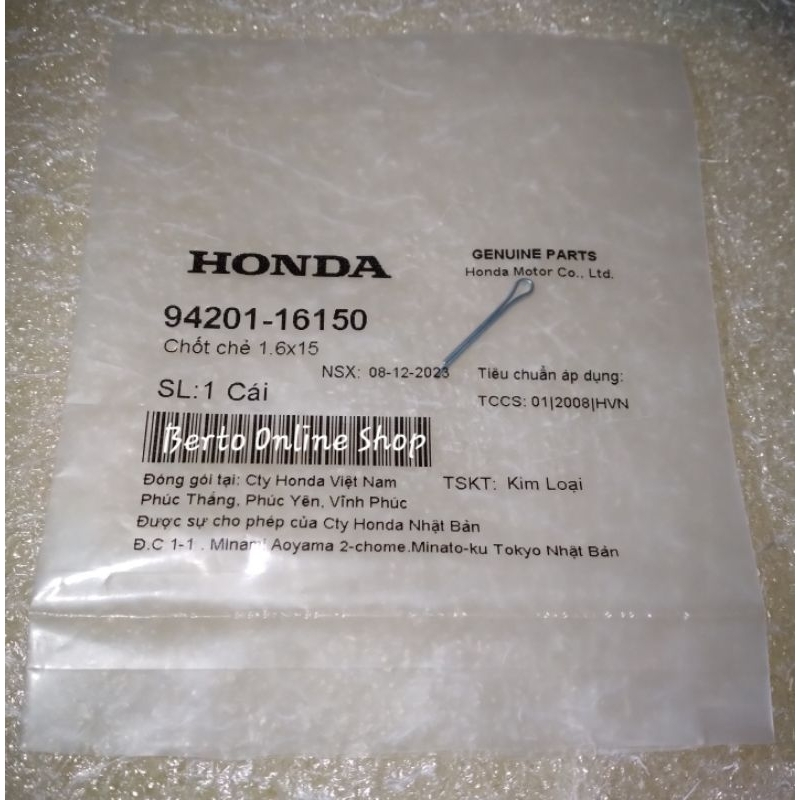 HONDA
GENUINE PARTS
Honda Motor Co., Ltd.
94201-16150
Chốt chẻ 1.6x15
NSX: 08-12-2023
Tiêu chuẩn áp dụng:
SL:1 Cái
TCCS: 01|2008|HVN
Berto Online Shop
Đóng gói tại: Cty Honda Việt Nam
TSKT: Kim Loại
Phúc Thắng, Phúc Yên, Vĩnh Phúc
Được sự cho phép của Cty Honda Nhật Bản
Đ.C 1-1 . Minami Aoyama 2-chome.Minato-ku Tokyo Nhật Bản